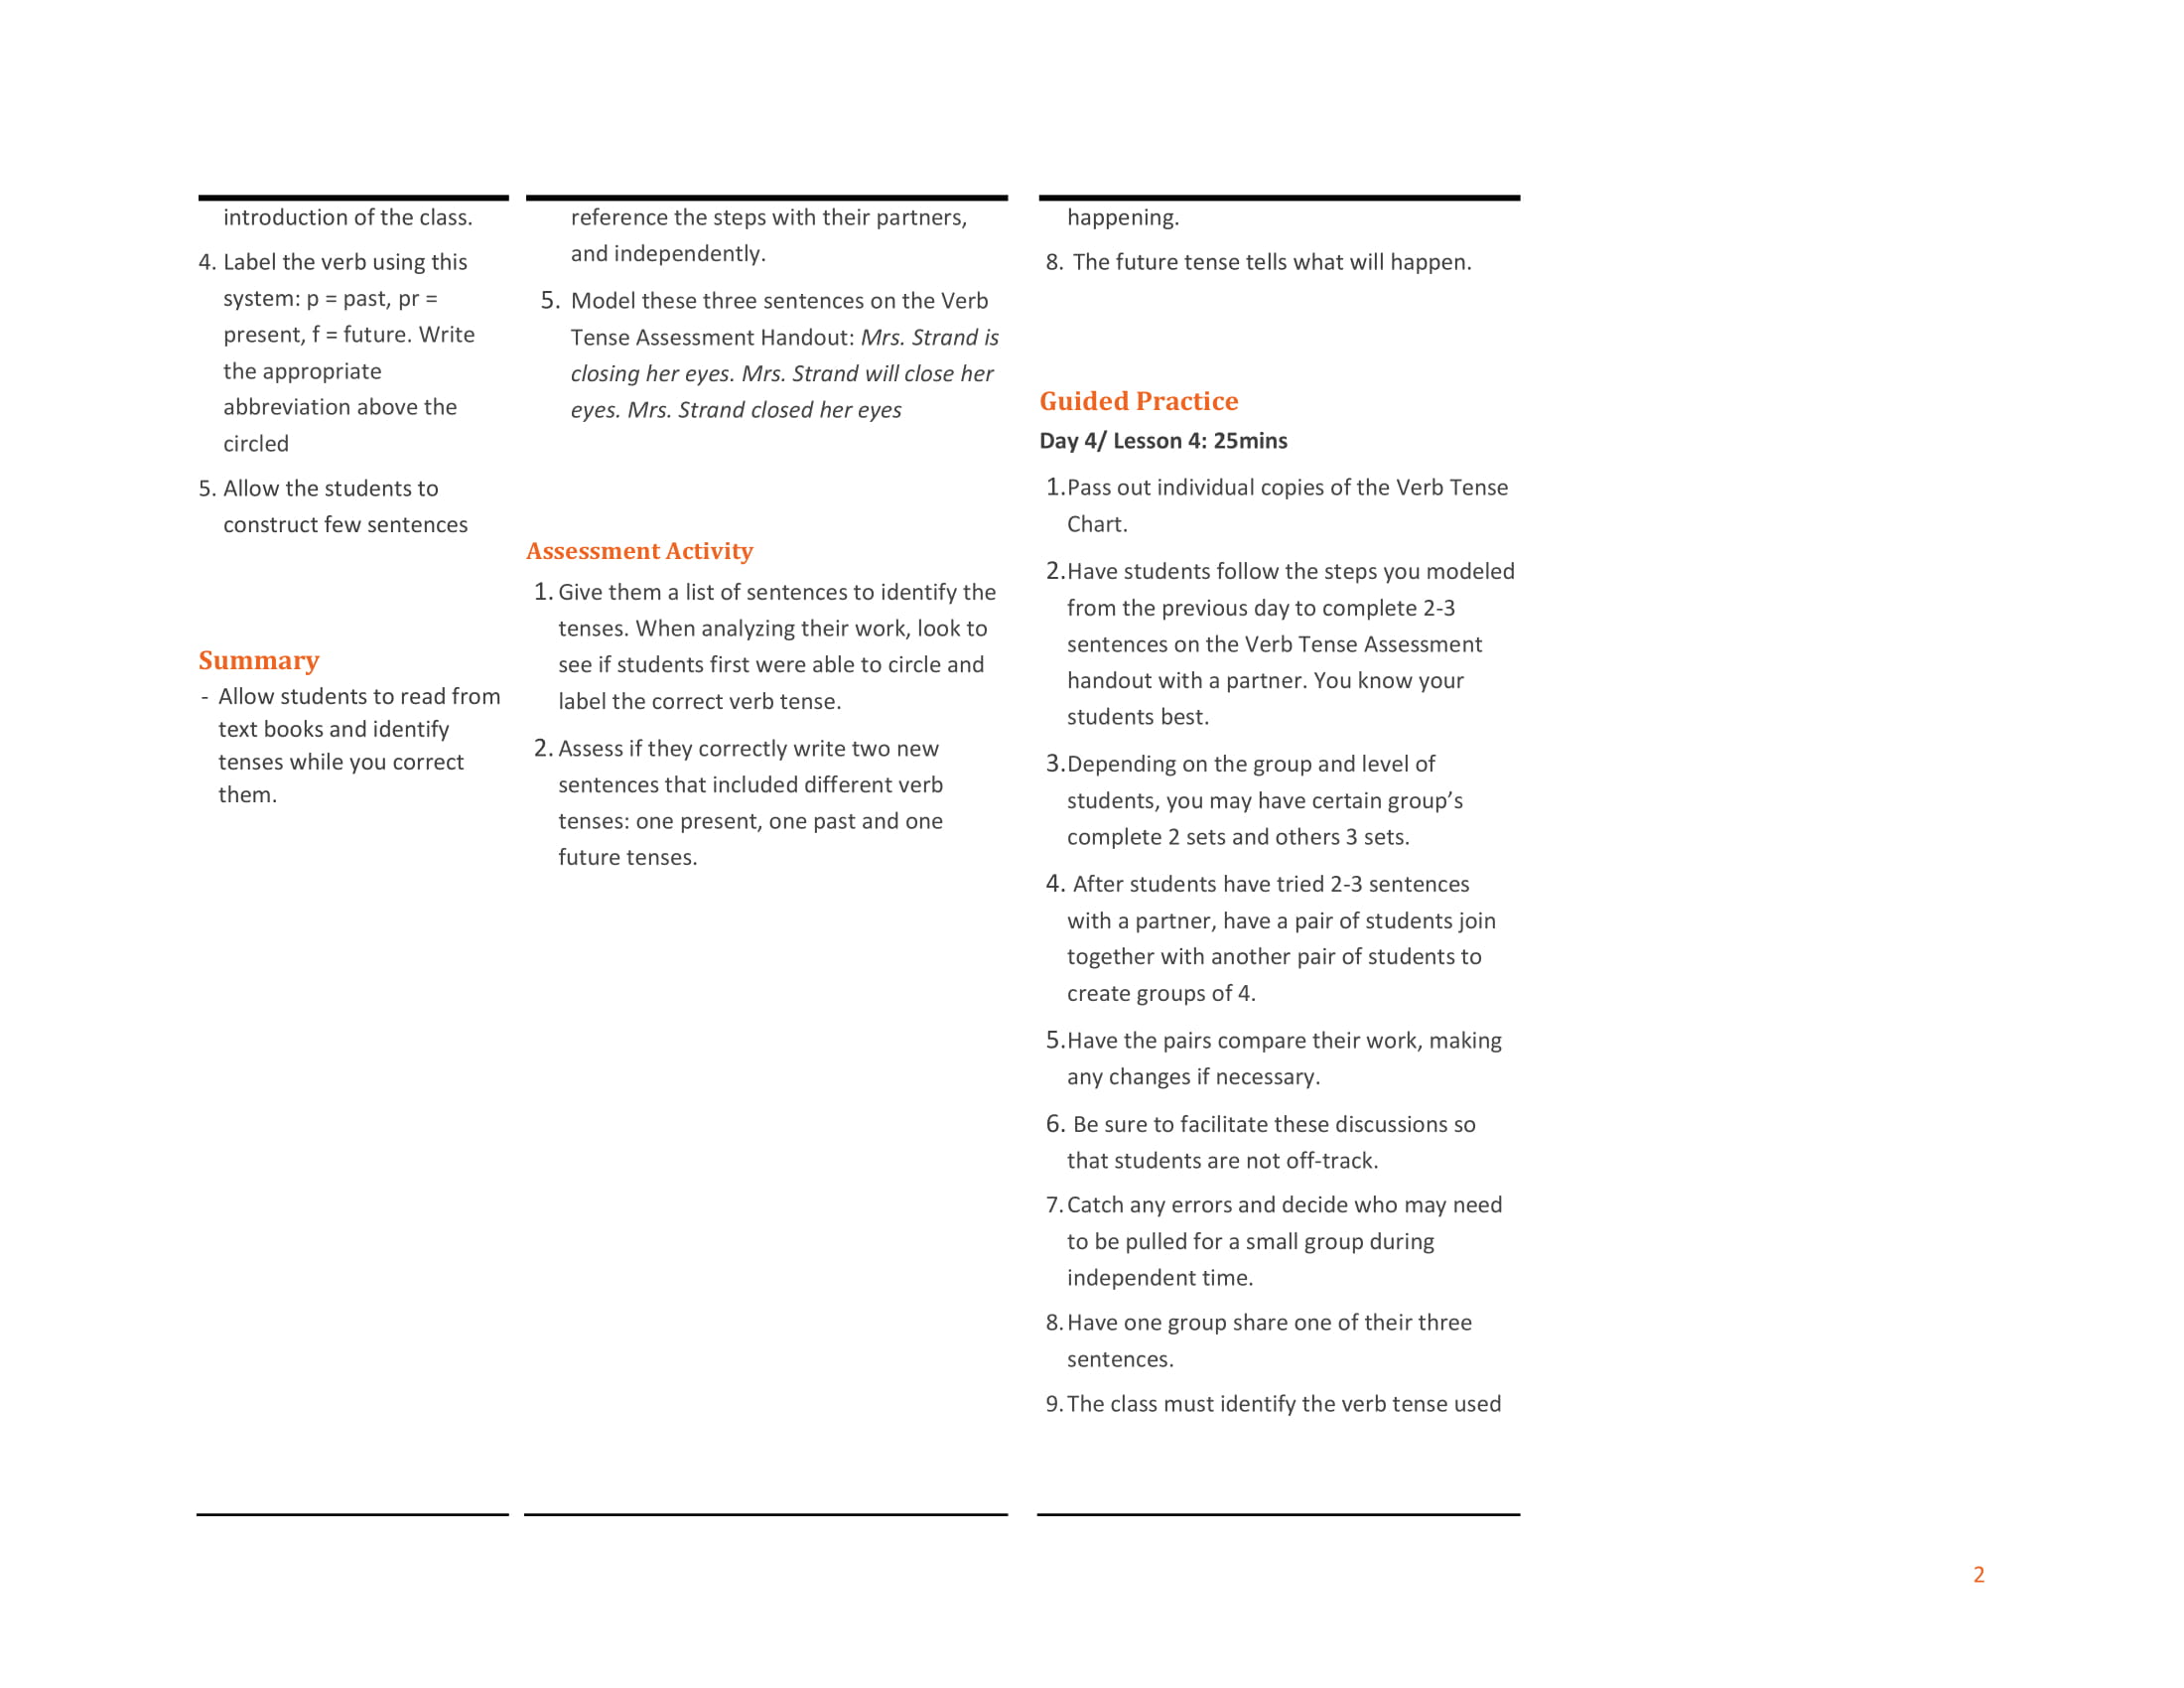 introduction of the class.
4. Label the verb using this
system: p = past, pr =
present, f = future. Write
the appropriate
abbreviation above the
circled
5. Allow the students to
construct few sentences
Summary
- Allow students to read from
text books and identify
tenses while you correct
them.
reference the steps with their partners,
and independently.
5. Model these three sentences on the Verb
Tense Assessment Handout: Mrs. Strand is
closing her eyes. Mrs. Strand will close her
eyes. Mrs. Strand closed her eyes
Assessment Activity
1. Give them a list of sentences to identify the
tenses. When analyzing their work, look to
see if students first were able to circle and
label the correct verb tense.
2. Assess if they correctly write two new
sentences that included different verb
tenses: one present, one past and one
future tenses.
happening.
8. The future tense tells what will happen.
Guided Practice
Day 4/ Lesson 4: 25mins
1.Pass out individual copies of the Verb Tense
Chart.
2.Have students follow the steps you modeled
from the previous day to complete 2-3
sentences on the Verb Tense Assessment
handout with a partner. You know your
students best.
3.Depending on the group and level of
students, you may have certain group’s
complete 2 sets and others 3 sets.
4. After students have tried 2-3 sentences
with a partner, have a pair of students join
together with another pair of students to
create groups of 4.
5.Have the pairs compare their work, making
any changes if necessary.
6. Be sure to facilitate these discussions so
that students are not off-track.
7.Catch any errors and decide who may need
to be pulled for a small group during
independent time.
8.Have one group share one of their three
sentences.
9.The class must identify the verb tense used
2